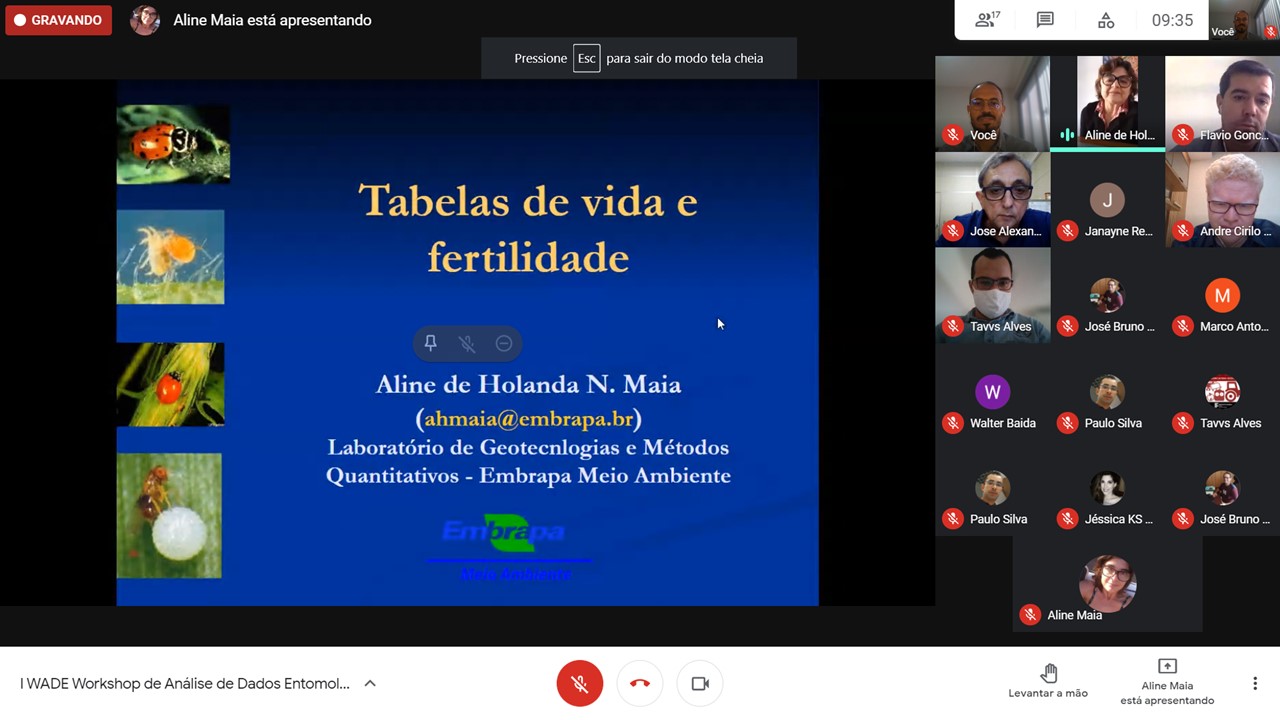 GRAVANDO
Aline Maia está apresentando
17
09:35
Você
Pressione Esc para sair do modo tela cheia
Tabelas de vida e
fertilidade
Aline de Holanda N. Maia
(ahmaia@embrapa.br)
Laboratório de Geotecnlogias e Métodos
Quantitativos - Embrapa Meio Ambiente
Embrapa
Meio Ambiente
Você
Aline de Hol...
Flavio Gonc...
Jose Alexan...
J
Janayne Re...
Andre Cirilo ...
Tavvs Alves
José Bruno ...
M
Marco Anto...
W
Walter Baida
Paulo Silva
Tavvs Alves
Paulo Silva
Jéssica KS ...
José Bruno ...
Aline Maia
I WADE Workshop de Análise de Dados Entomol...
Levantar a mão
Aline Maia
está apresentando